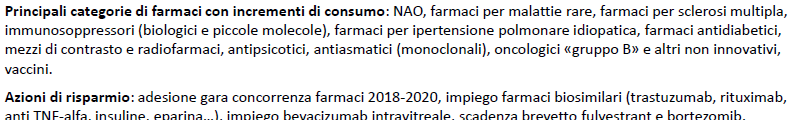 Principali categorie di farmaci con incrementi di consumo: NAO, farmaci per malattie rare, farmaci per sclerosi multipla,
immunosoppressori (biologici e piccole molecole), farmaci per ipertensione polmonare idiopatica, farmaci antidiabetici,
mezzi di contrasto e radiofarmaci, antipsicotici, antiasmatici (monoclonali), oncologici «gruppo B» e altri non innovativi,
vaccini.
Azioni di risparmio: adesione gara concorrenza farmaci 2018-2020, impiego farmaci biosimilari (trastuzumab, rituximab,
anti TNF-alfa, insuline, eparina…), impiego bevacizumab intravitreale, scadenza brevetto fulvestrant e bortezomib.